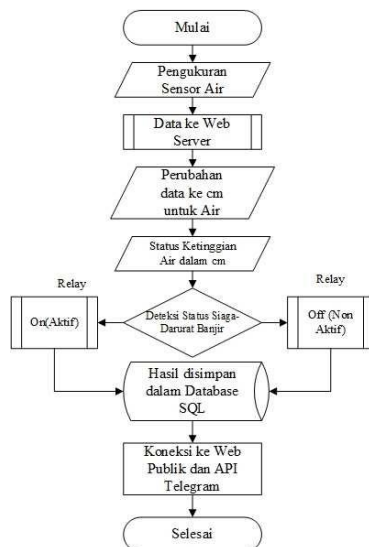 Mulai
Pengukuran
Sensor Air
Data ke Web
Server
Perubahan
data ke cm
untuk Air
Status Ketinggian
Air dalam cm
Relay
Relay
On(Aktif)
Deteksi Status Siaga-
Darurat Banjir
Off (Non
Aktif)
Hasil disimpan
dalam Database
SQL
Koneksi ke Web
Publik dan API
Telegram
Selesai